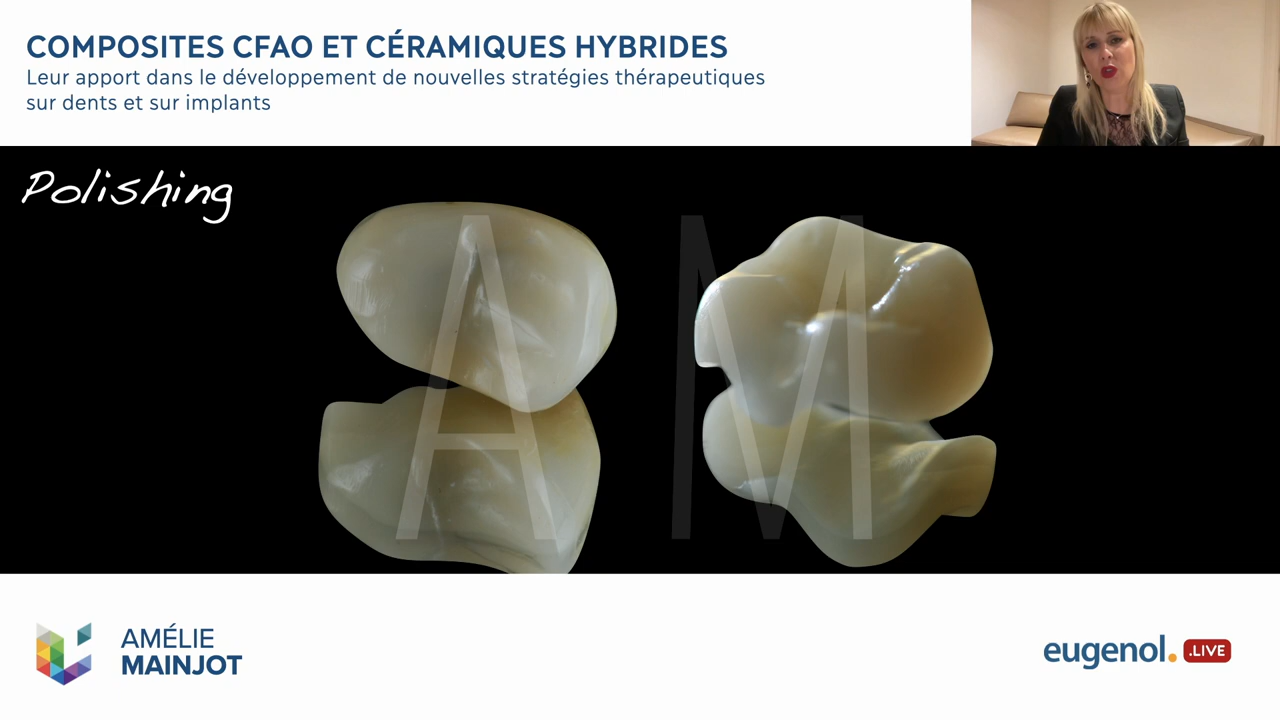 COMPOSITES CFAO ET CÉRAMIQUES HYBRIDES
Leur apport dans le développement de nouvelles stratégies thérapeutiques
sur dents et sur implants
Polishing
A M
AMÉLIE
MAINJOT
eugenol. .LIVE